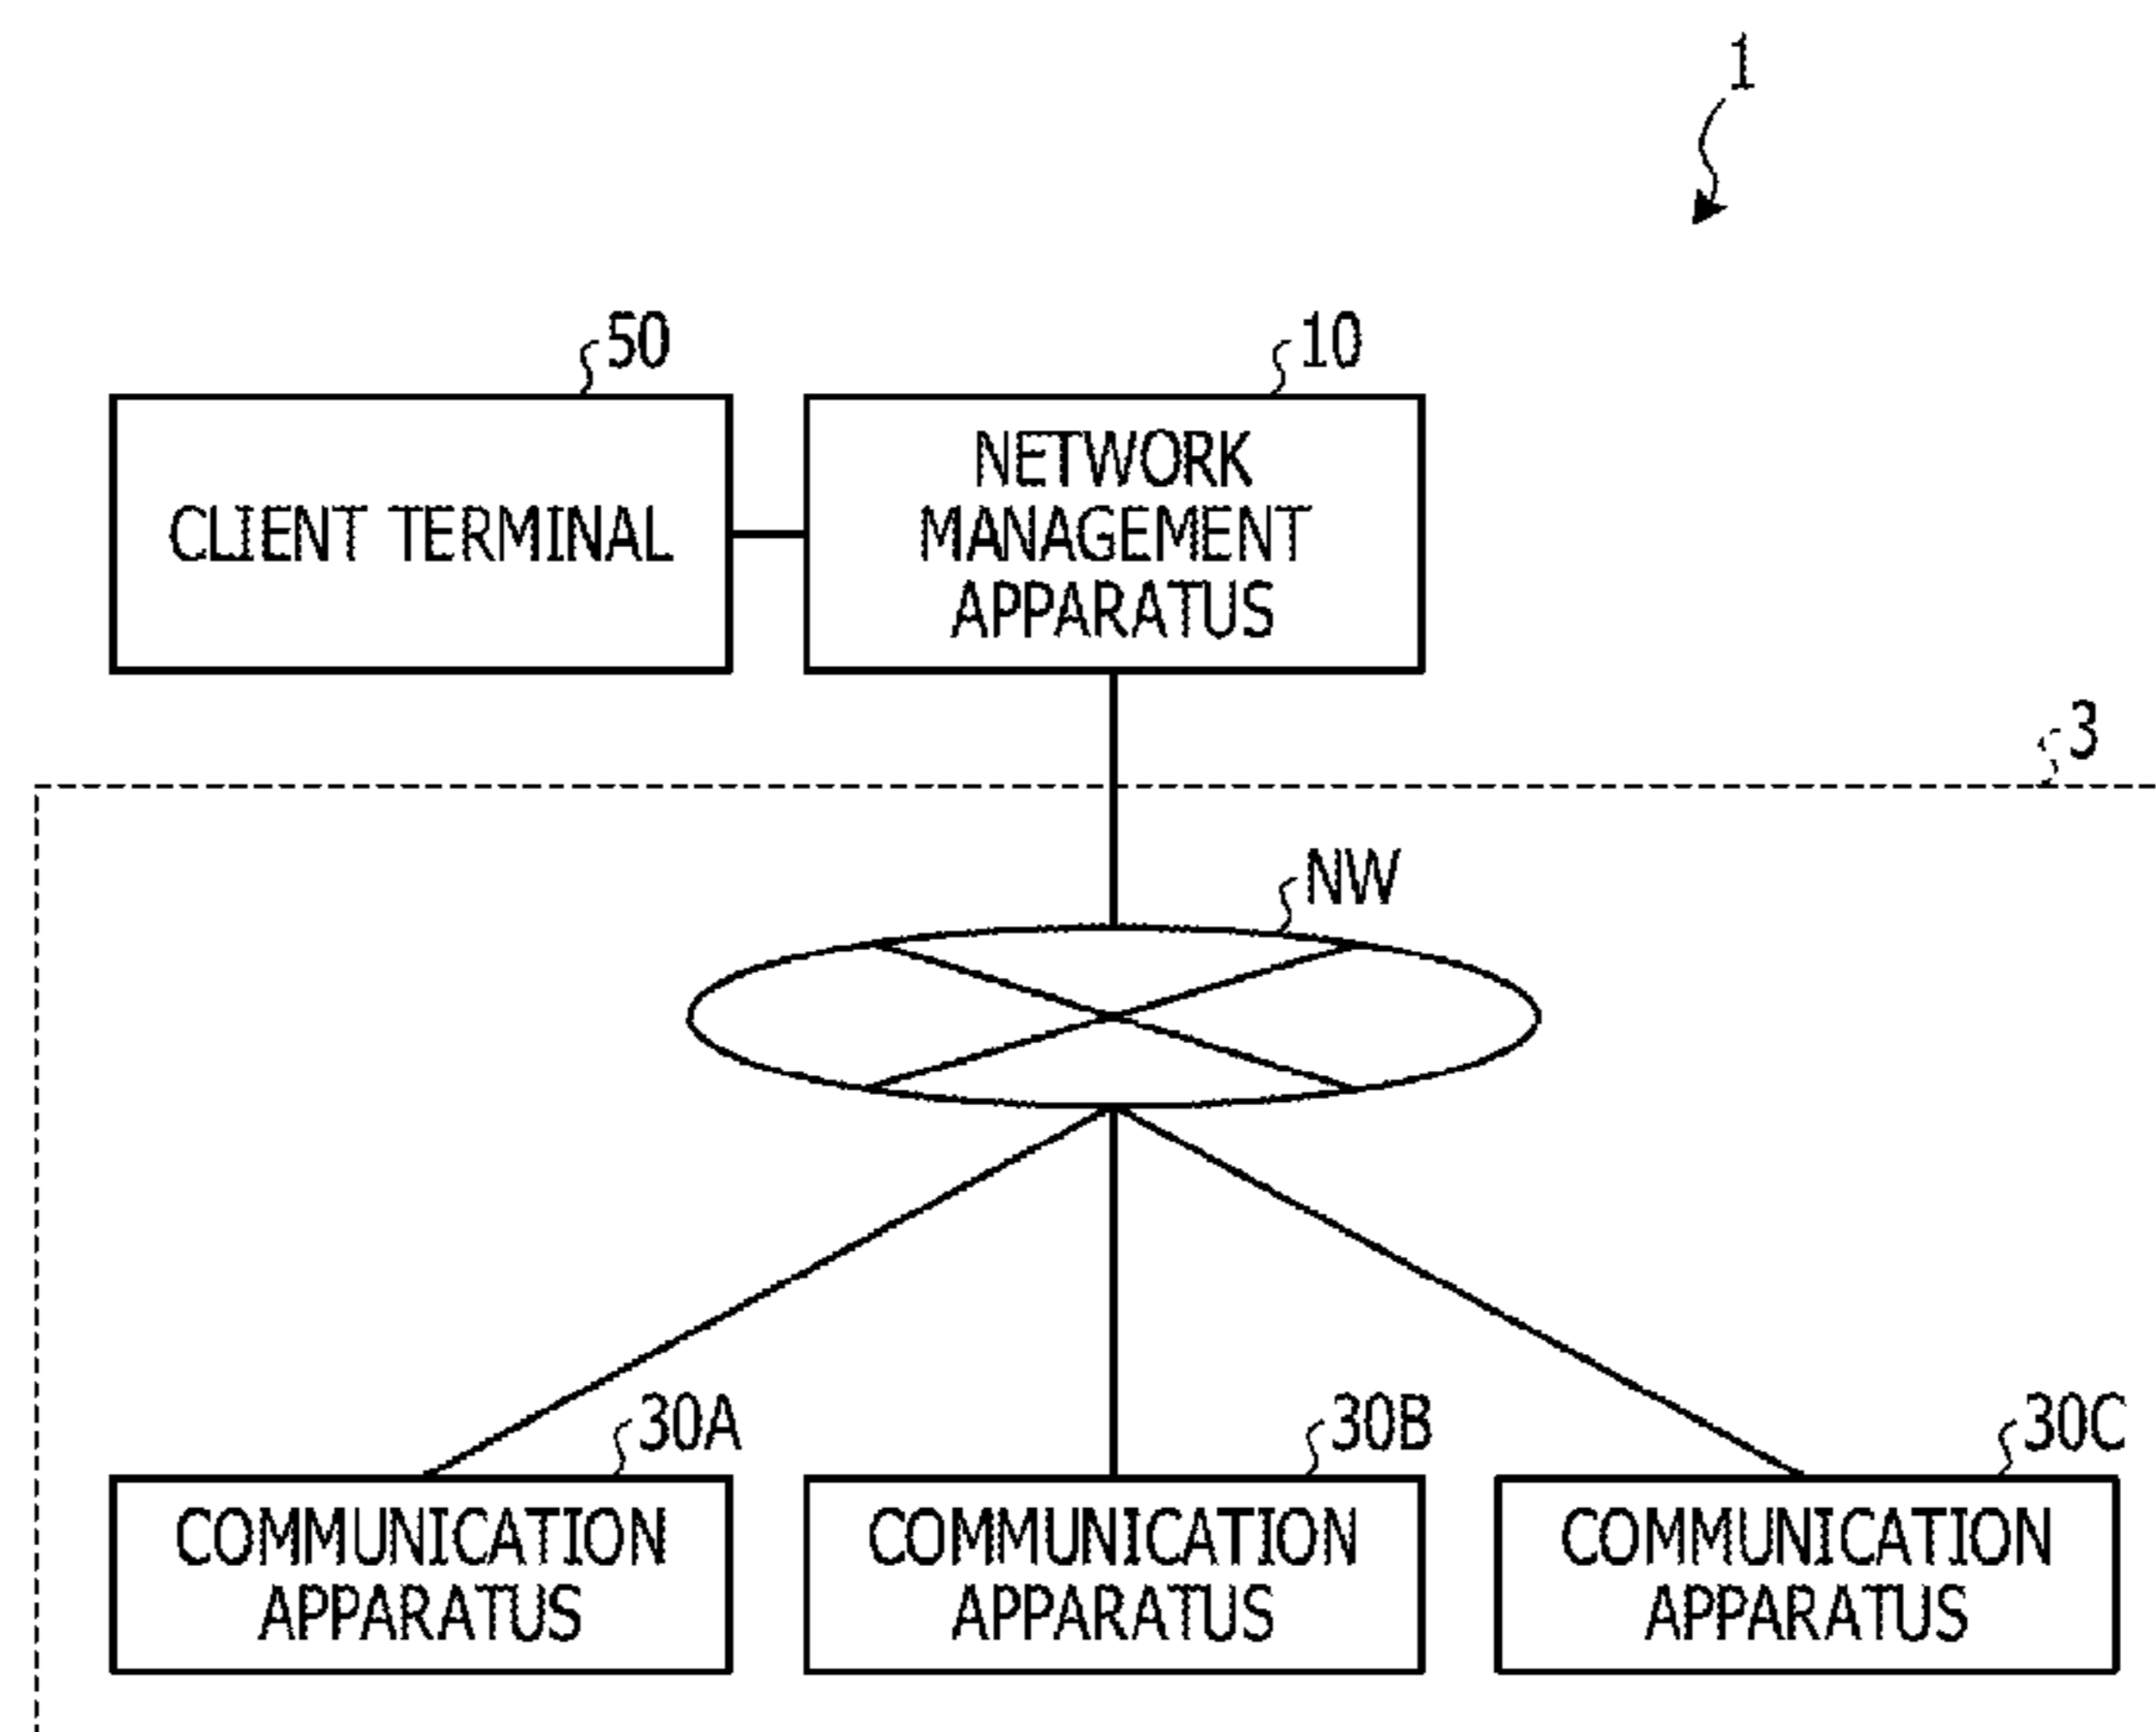 1
50
10
CLIENT TERMINAL
NETWORK
MANAGEMENT
APPARATUS
3
NW
30A
30B
30C
COMMUNICATION
APPARATUS
COMMUNICATION
APPARATUS
COMMUNICATION
APPARATUS